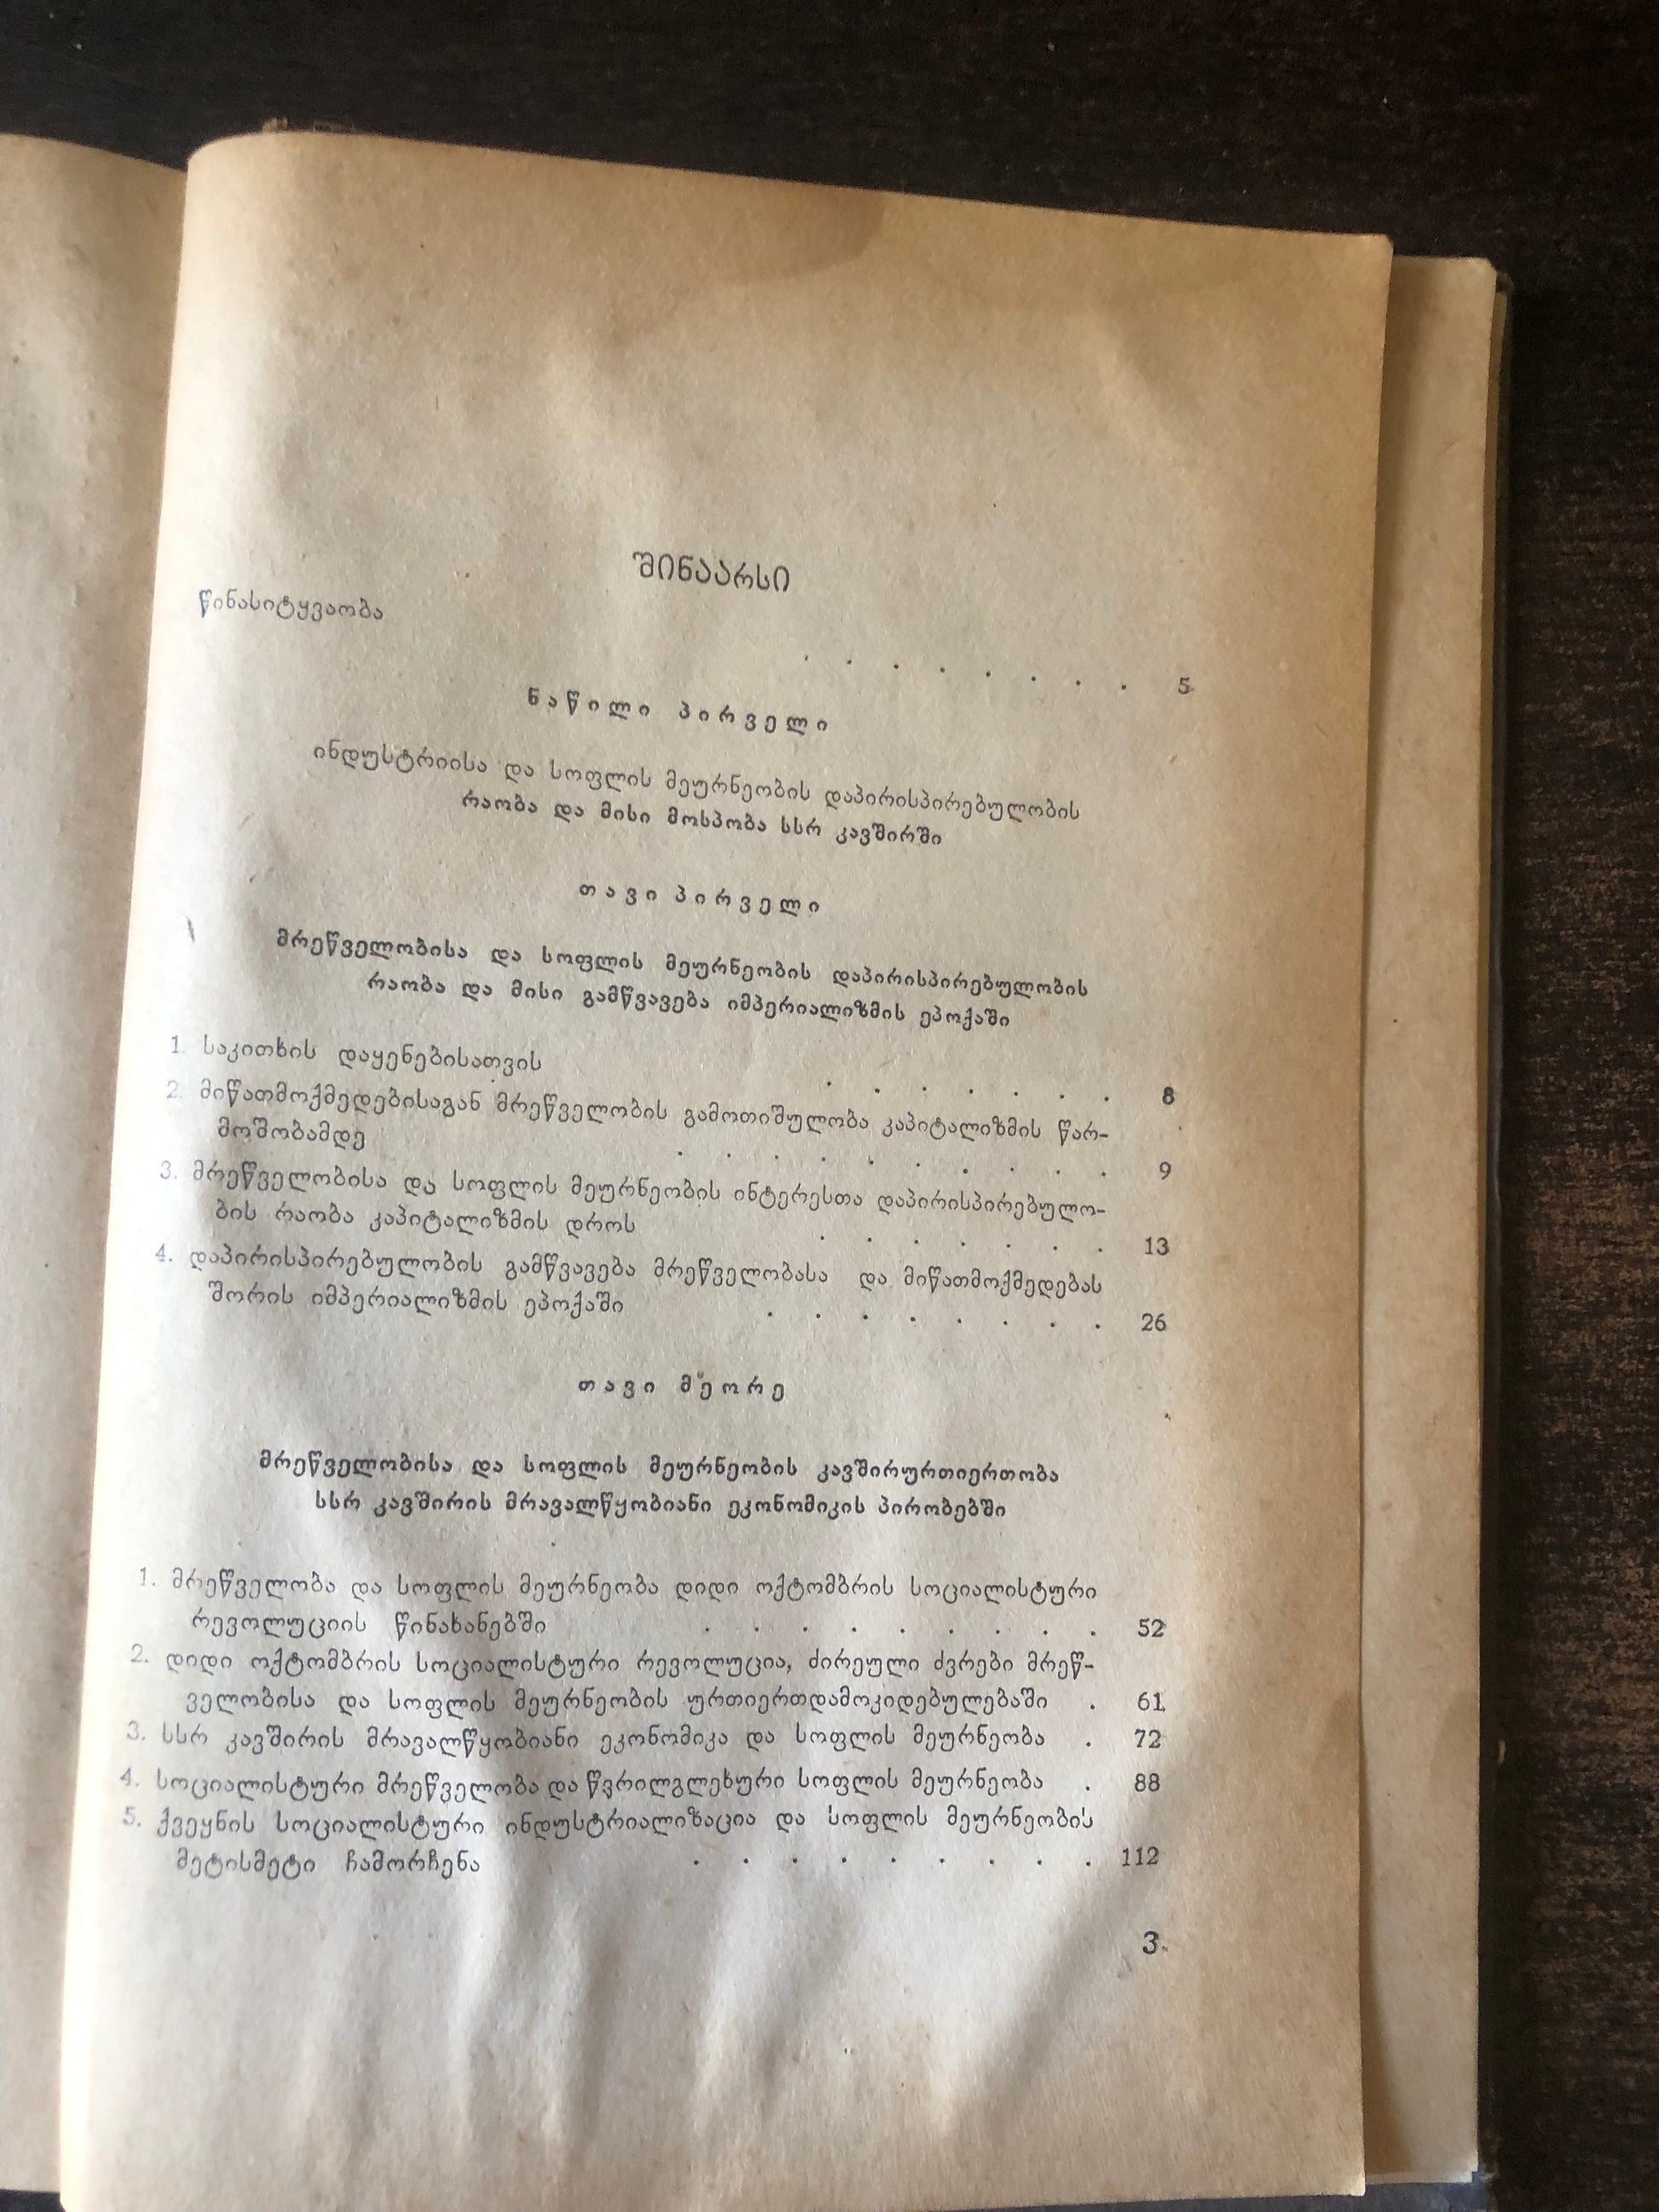 შინაარსი
წინასიტყვაობა . . . . . . . . 5
ნაწილი პირველი
ინდუსტრიისა და სოფლის მეურნეობის დაპირისპირებულობის
რაობა და მისი მოსპობა სსრ კავშირში
თავი პირველი
მრეწველობისა და სოფლის მეურნეობის დაპირისპირებულობის
რაობა და მისი გამწვავება იმპერიალიზმის ეპოქაში
1. საკითხის დაყენებისათვის . . . . . . . 8
2. მიწათმოქმედებისაგან მრეწველობის გამოთიშულობა კაპიტალიზმის წარ-
მოშობამდე . . . . . . . . . . 9
3. მრეწველობისა და სოფლის მეურნეობის ინტერესთა დაპირისპირებულო-
ბის რაობა კაპიტალიზმის დროს . . . . . . . 13
4. დაპირისპირებულობის გამწვავება მრეწველობასა და მიწათმოქმედებას
შორის იმპერიალიზმის ეპოქაში . . . . . . . . 26
თავი მეორე
მრეწველობისა და სოფლის მეურნეობის კავშირურთიერთობა
სსრ კავშირის მრავალწყობიანი ეკონომიკის პირობებში
1. მრეწველობა და სოფლის მეურნეობა დიდი ოქტომბრის სოციალისტური
რევოლუციის წინახანებში . . . . . . . . . 52
2. დიდი ოქტომბრის სოციალისტური რევოლუცია, ძირეული ძვრები მრეწ-
ველობისა და სოფლის მეურნეობის ურთიერთდამოკიდებულებაში . 61
3. სსრ კავშირის მრავალწყობიანი ეკონომიკა და სოფლის მეურნეობა . 72
4. სოციალისტური მრეწველობა და წვრილგლეხური სოფლის მეურნეობა . 88
5. ქვეყნის სოციალისტური ინდუსტრიალიზაცია და სოფლის მეურნეობის
მეტისმეტი ჩამორჩენა . . . . . . . . . 112
3